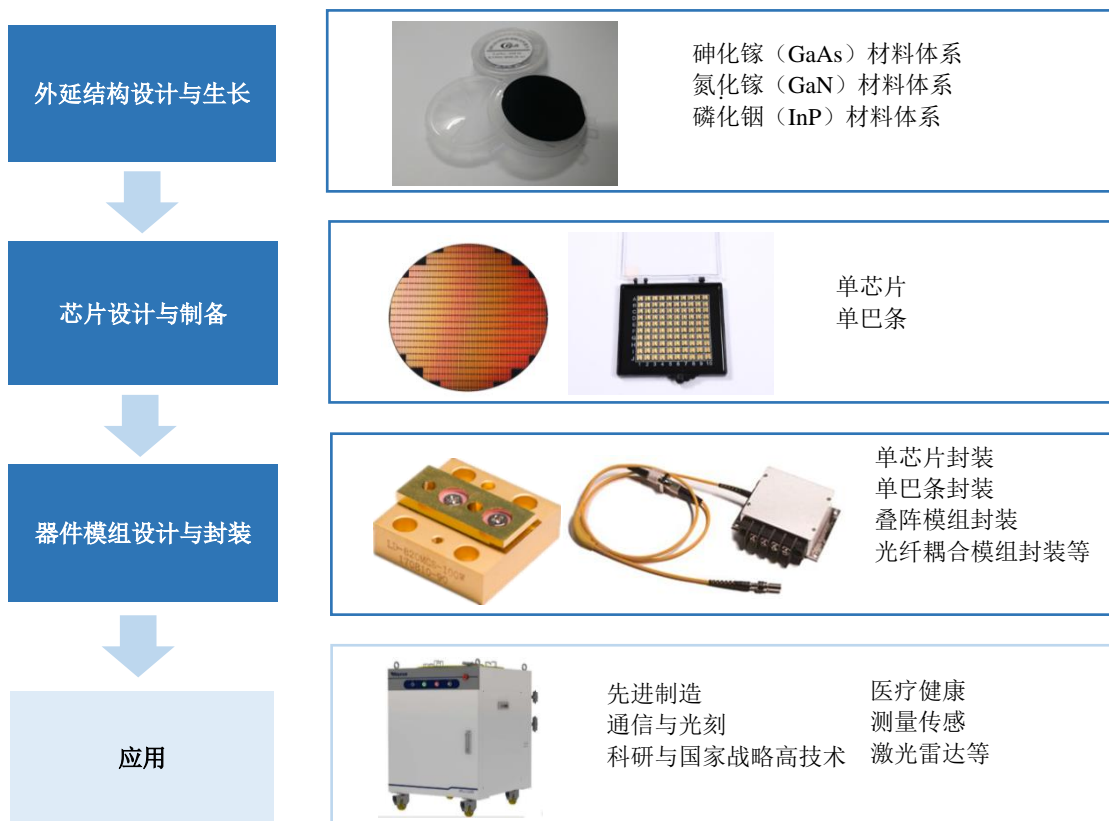 外延结构设计与生长
砷化镓（GaAs）材料体系
氮化镓（GaN）材料体系
磷化铟（InP）材料体系
芯片设计与制备
单芯片
单巴条
器件模组设计与封装
单芯片封装
单巴条封装
叠阵模组封装
光纤耦合模组封装等
应用
先进制造
通信与光刻
科研与国家战略高技术
医疗健康
测量传感
激光雷达等